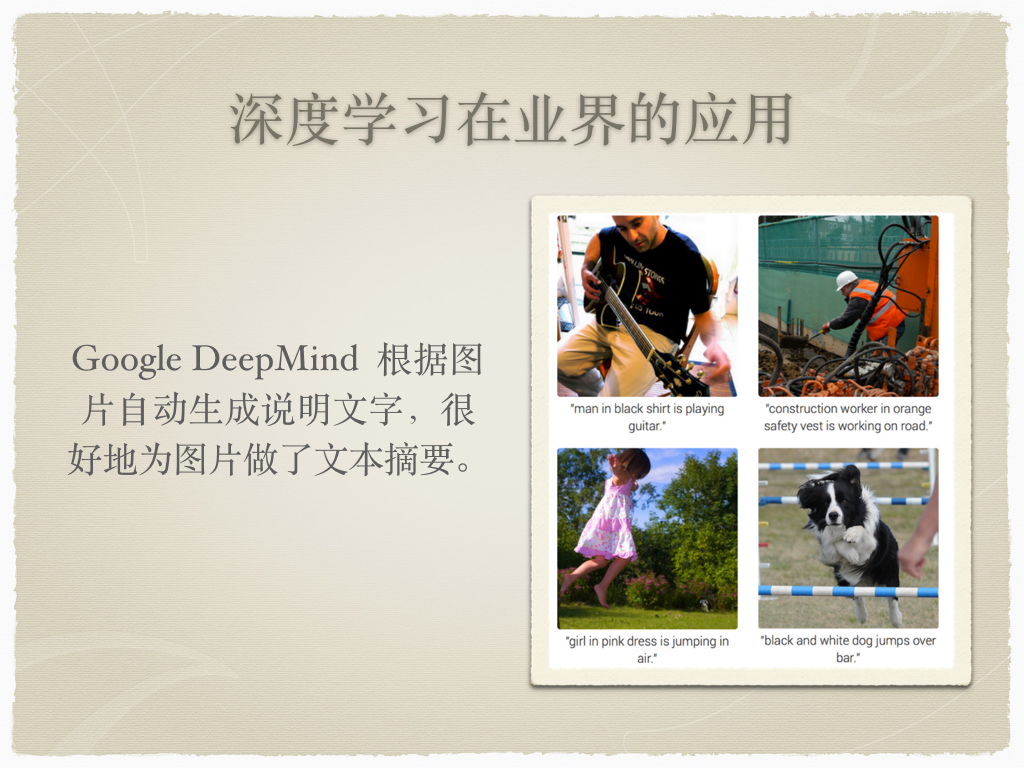 深度学习在业界的应用
Google DeepMind 根据图
片自动生成说明文字，很
好地为图片做了文本摘要。
"man in black shirt is playing
guitar."
"construction worker in orange
safety vest is working on road."
"girl in pink dress is jumping in
air."
"black and white dog jumps over
bar."